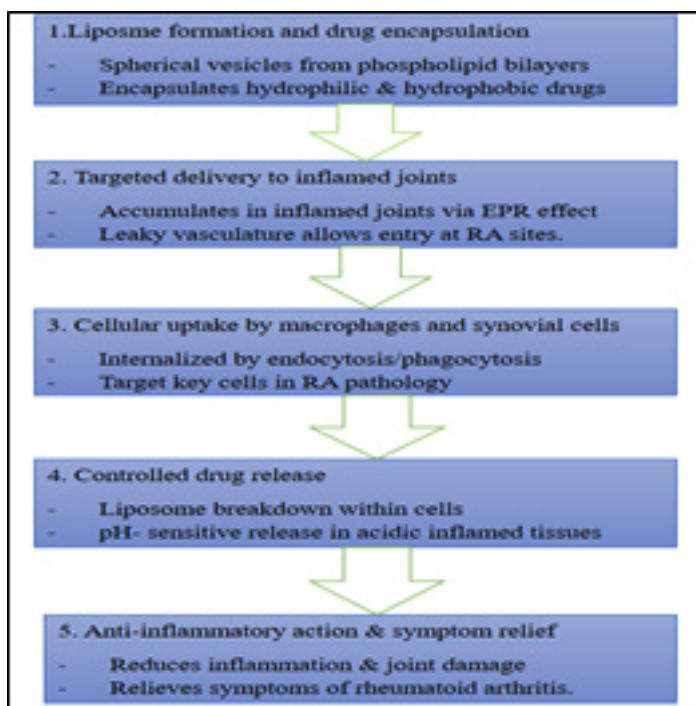 1.Liposme formation and drug encapsulation
- Spherical vesicles from phospholipid bilayers
- Encapsulates hydrophilic & hydrophobic drugs
2. Targeted delivery to inflamed joints
- Accumulates in inflamed joints via EPR effect
- Leaky vasculature allows entry at RA sites.
3. Cellular uptake by macrophages and synovial cells
- Internalized by endocytosis/phagocytosis
- Target key cells in RA pathology
4. Controlled drug release
- Liposome breakdown within cells
- pH- sensitive release in acidic inflamed tissues
5. Anti-inflammatory action & symptom relief
- Reduces inflammation & joint damage
- Relieves symptoms of rheumatoid arthritis.